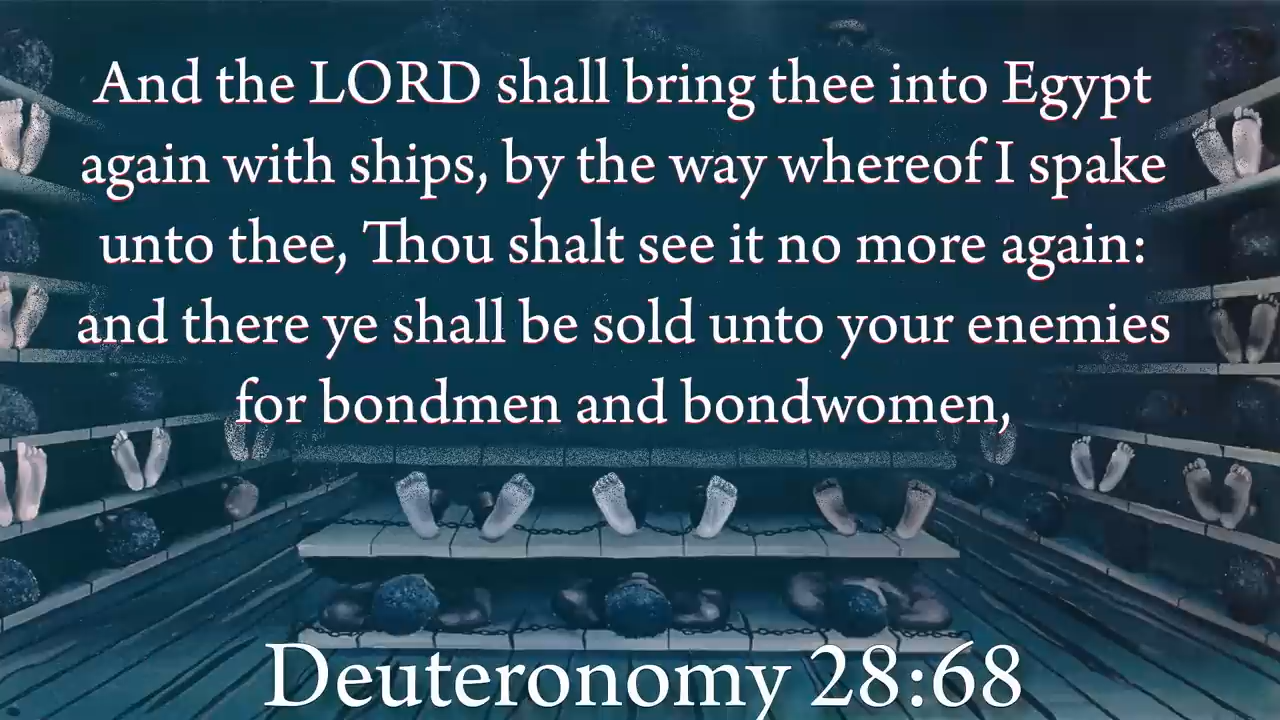 And the LORD shall bring thee into Egypt
again with ships, by the way whereof I spake
unto thee, Thou shalt see it no more again:
and there ye shall be sold unto your enemies
for bondmen and bondwomen,
Deuteronomy 28:68